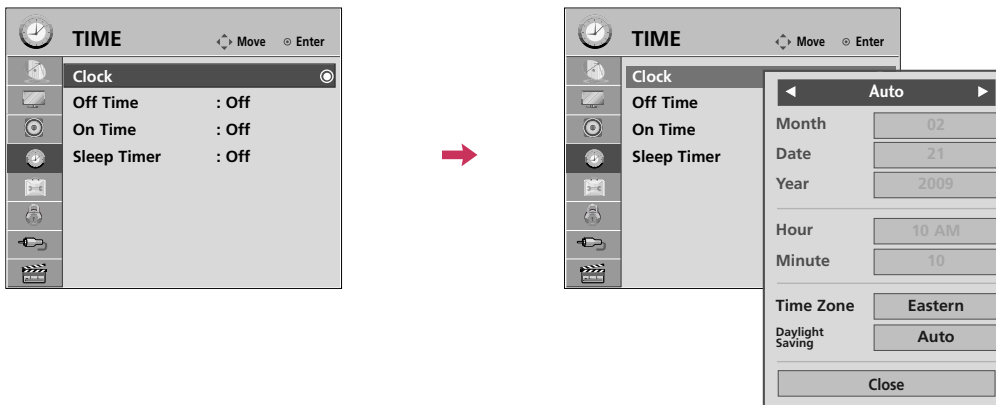 TIME
Move Enter
Clock
Off Time : Off
On Time : Off
Sleep Timer : Off
TIME
Move Enter
Clock
Off Time
On Time
Sleep Timer
Auto
Month 02
Date 21
Year 2009
Hour 10 AM
Minute 10
Time Zone Eastern
Daylight
Saving Auto
Close